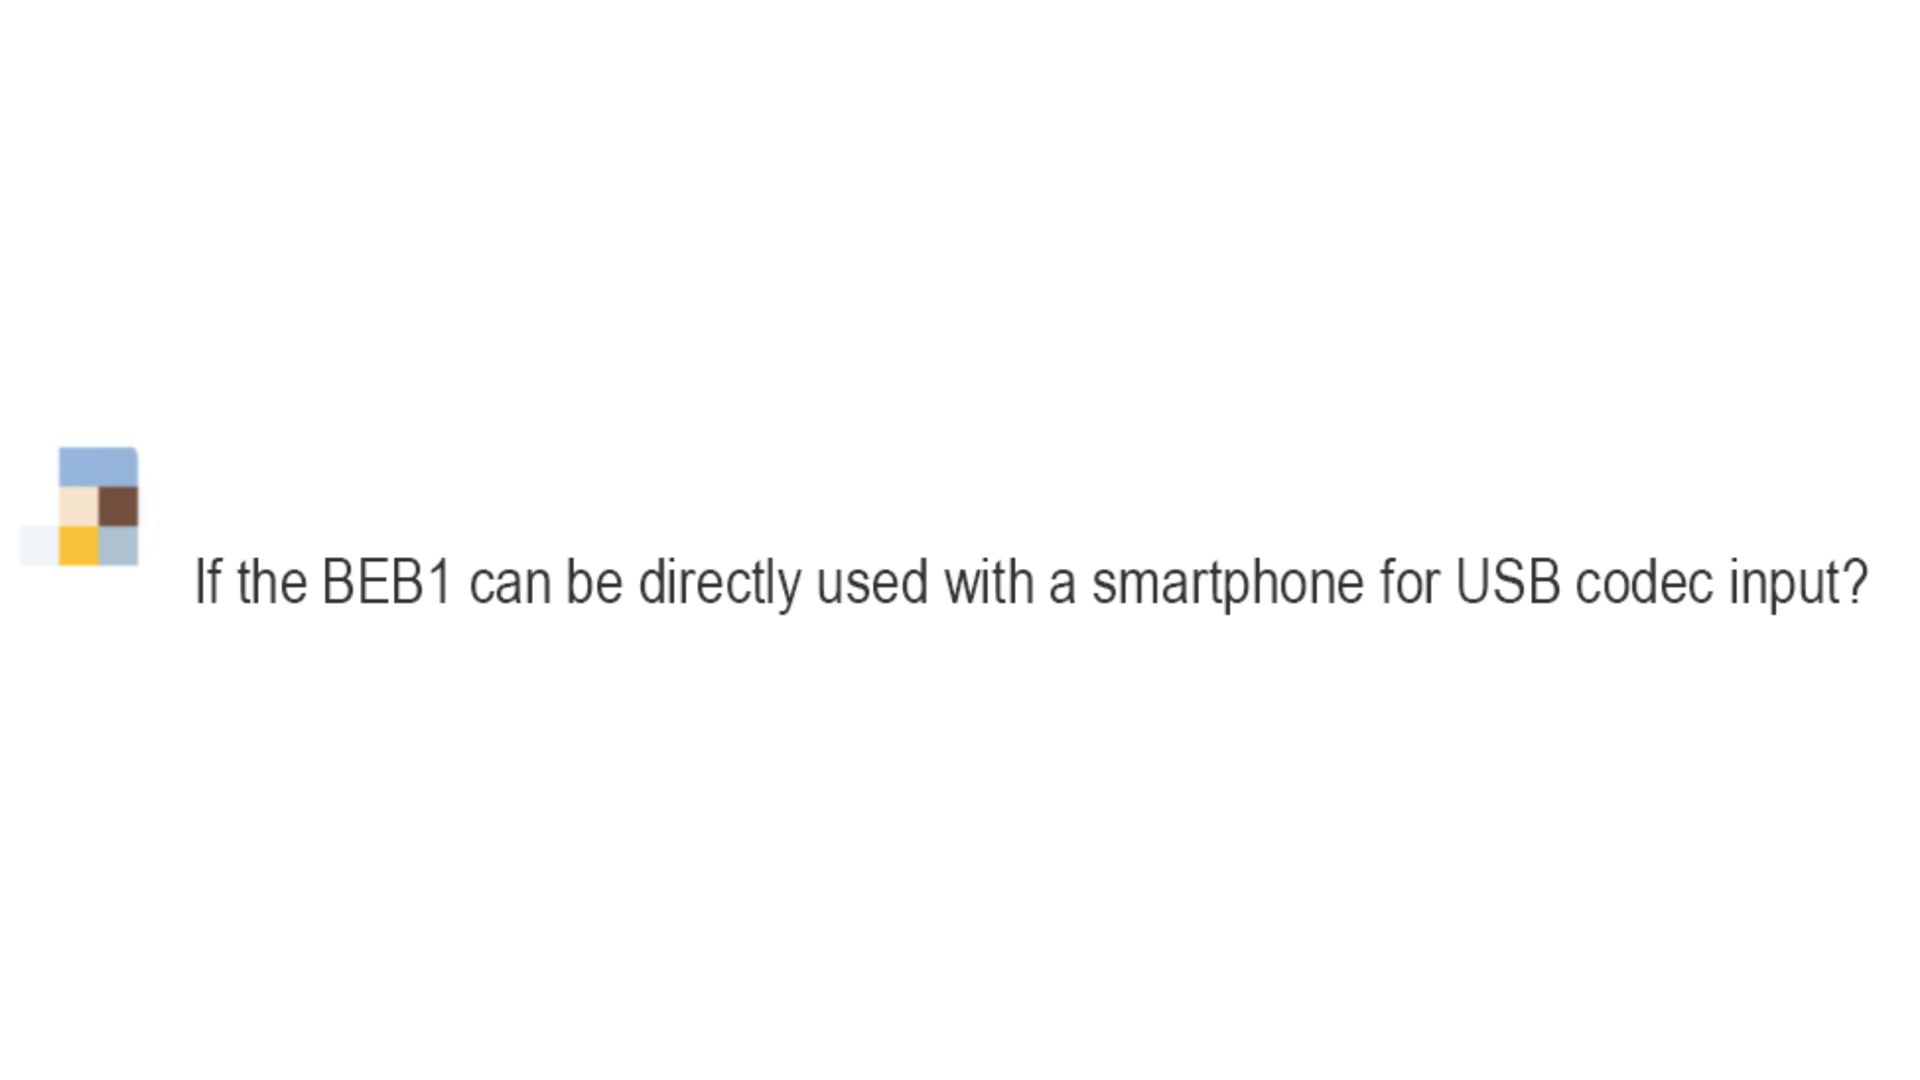 If the BEB1 can be directly used with a smartphone for USB codec input?